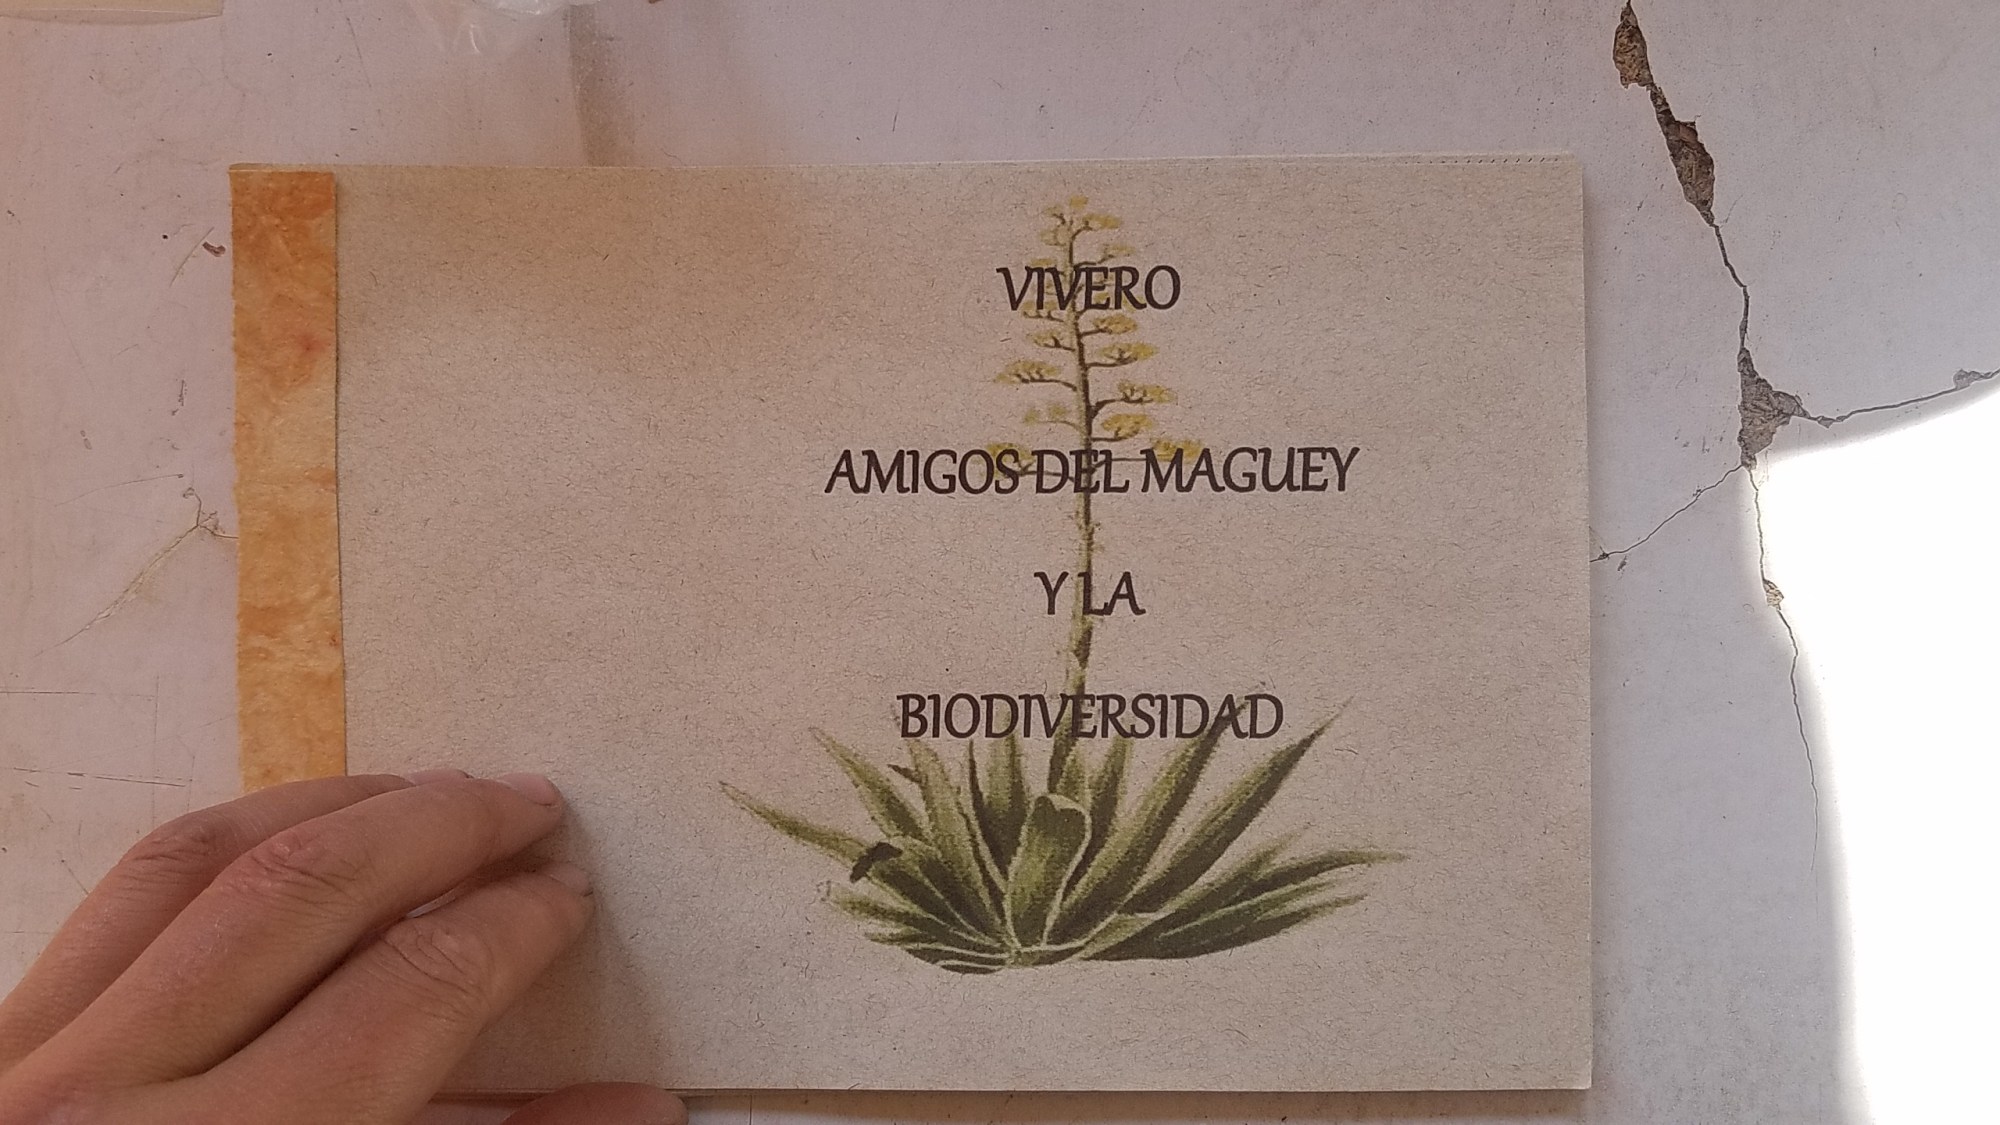 VIVERO
AMIGOS DEL MAGUEY
Y LA
BIODIVERSIDAD